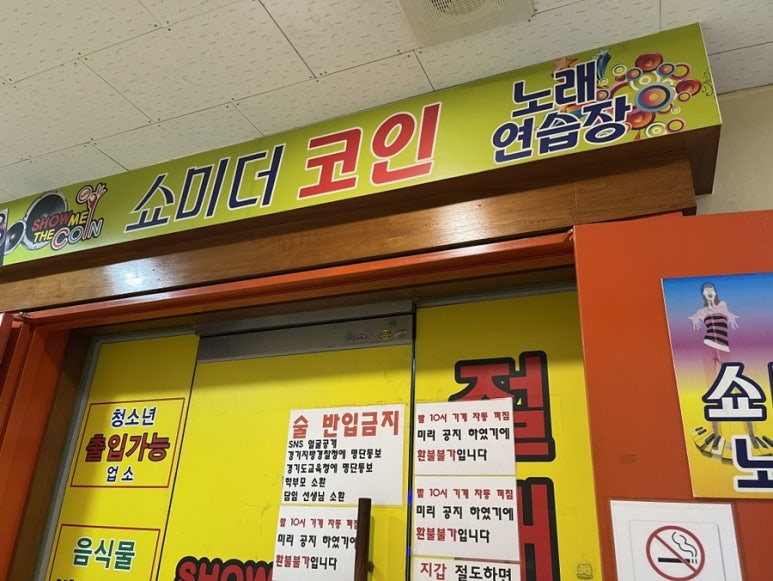 SHOW ME
THE COIN
쇼미더 코인
노래
연습장
청소년
출입가능
업소
음식물
술 반입금지
SNS 얼굴공개
경기지방경찰청에 명단통보
경기도교육청에 명단통보
학부모 소환
담임 선생님 소환
밤 10시 기계 자동 꺼짐
미리 공지 하였기에
환불불가입니다
밤 10시 기계 자동 꺼짐
미리 공지 하였기에
환불불가입니다
밤 10시 기계 자동 꺼짐
미리 공지 하였기에
환불불가입니다
지갑 절도하면
절
SHOW
쇼
노